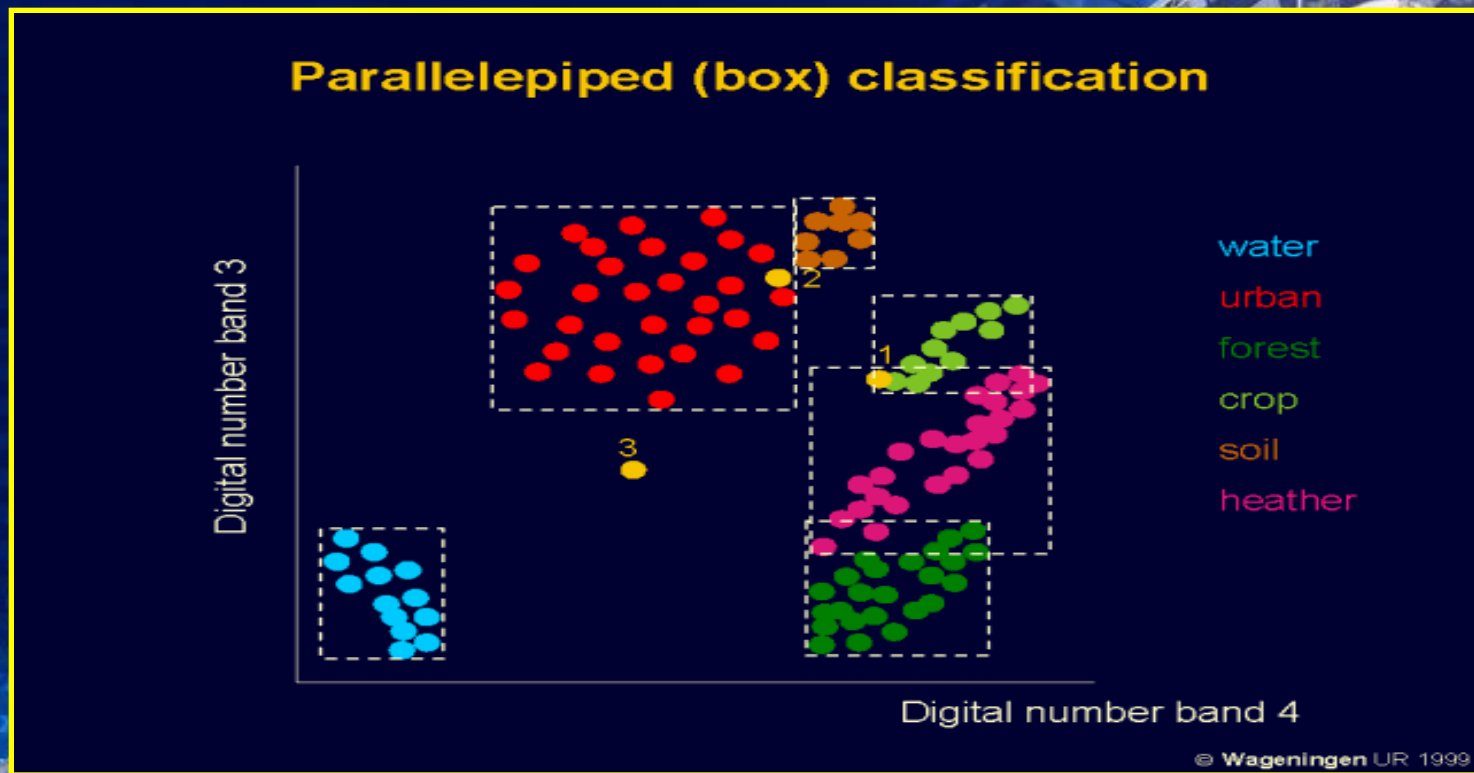 Parallelepiped (box) classification
Digital number band 3
2
1
3
water
urban
forest
crop
soil
heather
Digital number band 4
© Wageningen UR 1999